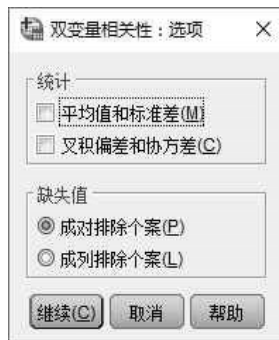 双变量相关性：选项
统计
平均值和标准差(M)
叉积偏差和协方差(C)
缺失值
成对排除个案(P)
成列排除个案(L)
继续(C) 取消 帮助